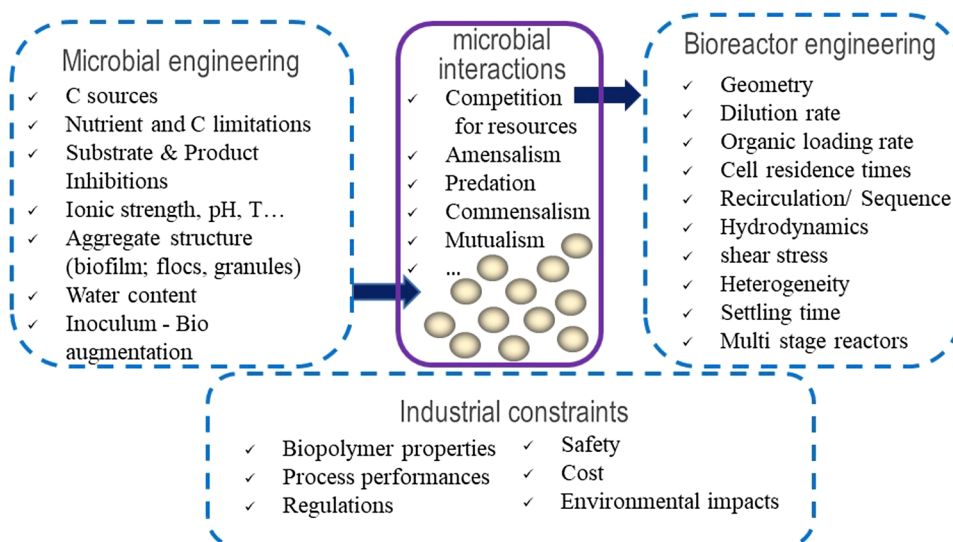 Microbial engineering
✓ C sources
✓ Nutrient and C limitations
✓ Substrate & Product
Inhibitions
✓ Ionic strength, pH, T…
✓ Aggregate structure
(biofilm; flocs, granules)
✓ Water content
✓ Inoculum - Bio
augmentation
microbial
interactions
✓ Competition
for resources
✓ Amensalism
✓ Predation
✓ Commensalism
✓ Mutualism
✓ ...
Bioreactor engineering
✓ Geometry
✓ Dilution rate
✓ Organic loading rate
✓ Cell residence times
✓ Recirculation/ Sequence
✓ Hydrodynamics
✓ shear stress
✓ Heterogeneity
✓ Settling time
✓ Multi stage reactors
Industrial constraints
✓ Biopolymer properties
✓ Process performances
✓ Regulations
✓ Safety
✓ Cost
✓ Environmental impacts